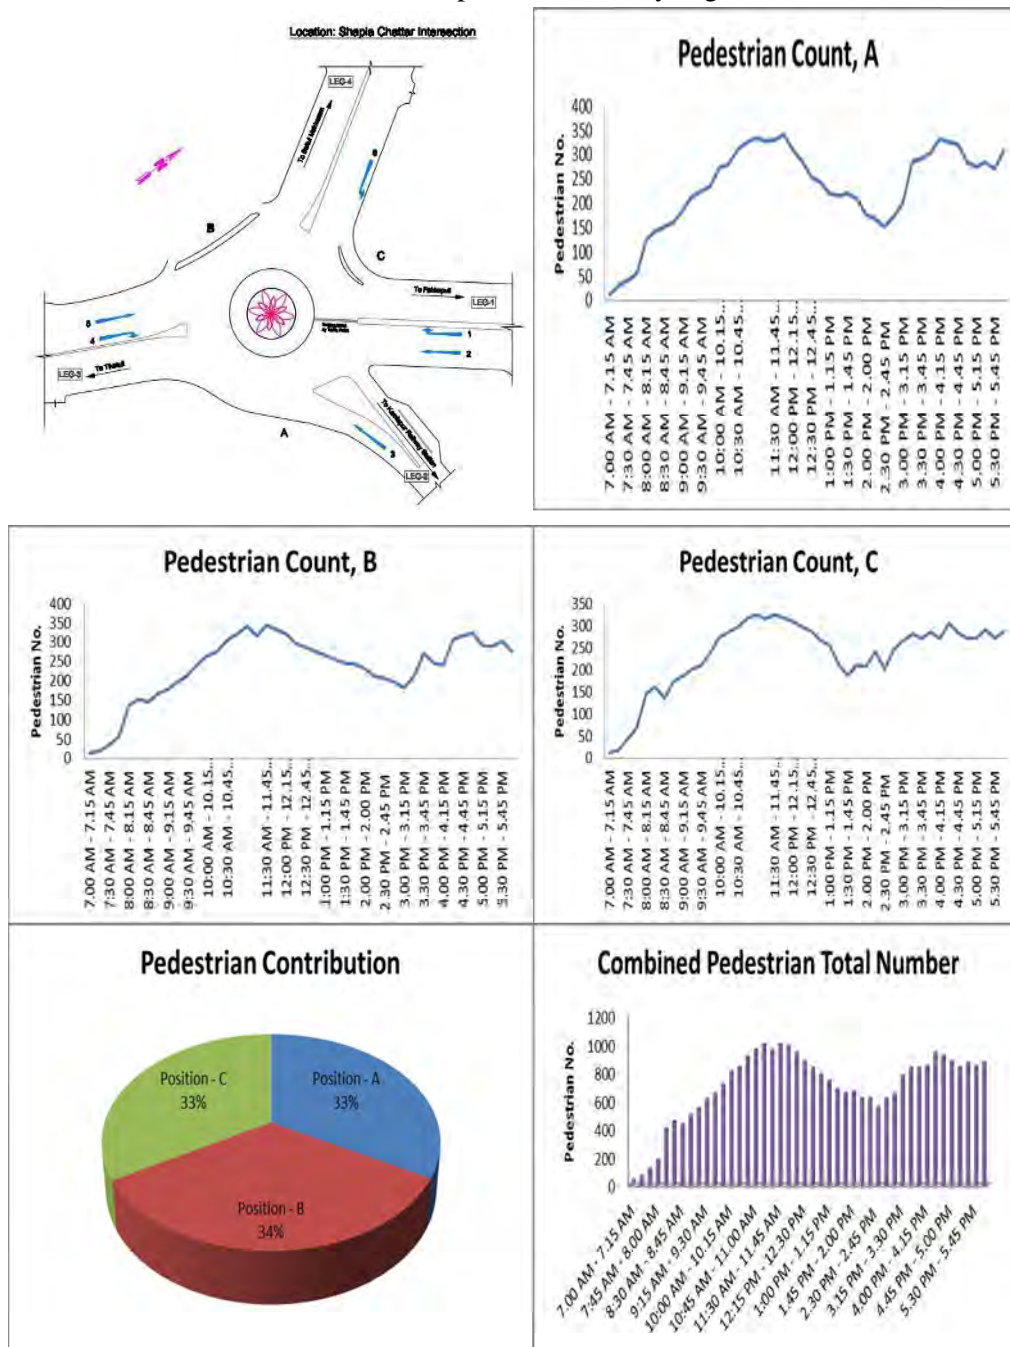 Location: Shapla Chattar Intersection
LEG-4
6
B
C
To Fakirapul
LEG-1
5
4
1
2
LEG-3
To Tikatuli
To Kamlapur Railway Station
A
3
LEG-2
Pedestrian Count, A
Pedestrian No.
400
350
300
250
200
150
100
50
0
7.00 AM - 7.15 AM
7:30 AM - 7.45 AM
8:00 AM - 8.15 AM
8:30 AM - 8.45 AM
9:00 AM - 9.15 AM
9:30 AM - 9.45 AM
10:00 AM - 10.15...
10:30 AM - 10.45...
11:30 AM - 11.45...
12:00 PM - 12.15...
12:30 PM - 12.45...
1:00 PM - 1.15 PM
1:30 PM - 1.45 PM
2.00 PM - 2.00 PM
2.30 PM - 2.45 PM
3.00 PM - 3.15 PM
3.30 PM - 3.45 PM
4.00 PM - 4.15 PM
4.30 PM - 4.45 PM
5.00 PM - 5.15 PM
5.30 PM - 5.45 PM
Pedestrian Count, B
Pedestrian No.
400
350
300
250
200
150
100
50
0
7.00 AM - 7.15 AM
7:30 AM - 7.45 AM
8:00 AM - 8.15 AM
8:30 AM - 8.45 AM
9:00 AM - 9.15 AM
9:30 AM - 9.45 AM
10:00 AM - 10.15...
10:30 AM - 10.45...
11:30 AM - 11.45...
12:00 PM - 12.15...
12:30 PM - 12.45...
1:00 PM - 1.15 PM
1:30 PM - 1.45 PM
2.00 PM - 2.00 PM
2.30 PM - 2.45 PM
3.00 PM - 3.15 PM
3.30 PM - 3.45 PM
4.00 PM - 4.15 PM
4.30 PM - 4.45 PM
5.00 PM - 5.15 PM
5.30 PM - 5.45 PM
Pedestrian Count, C
Pedestrian No.
350
300
250
200
150
100
50
0
7.00 AM - 7.15 AM
7:30 AM - 7.45 AM
8:00 AM - 8.15 AM
8:30 AM - 8.45 AM
9:00 AM - 9.15 AM
9:30 AM - 9.45 AM
10:00 AM - 10.15...
10:30 AM - 10.45...
11:30 AM - 11.45...
12:00 PM - 12.15...
12:30 PM - 12.45...
1:00 PM - 1.15 PM
1:30 PM - 1.45 PM
2.00 PM - 2.00 PM
2.30 PM - 2.45 PM
3.00 PM - 3.15 PM
3.30 PM - 3.45 PM
4.00 PM - 4.15 PM
4.30 PM - 4.45 PM
5.00 PM - 5.15 PM
5.30 PM - 5.45 PM
Pedestrian Contribution
Position - C
33%
Position - A
33%
Position - B
34%
Combined Pedestrian Total Number
Pedestrian No.
1200
1000
800
600
400
200
0
7.00 AM - 7.15 AM
7:45 AM - 8.00 AM
8:30 AM - 8.45 AM
9:15 AM - 9.30 AM
10:00 AM - 10.15 AM
10:45 AM - 11.00 AM
11:30 AM - 11.45 AM
12:15 PM - 12.30 PM
1:00 PM - 1.15 PM
1.45 PM - 2.00 PM
2.30 PM - 2.45 PM
3.15 PM - 3.30 PM
4.00 PM - 4.15 PM
4.45 PM - 5.00 PM
5.30 PM - 5.45 PM